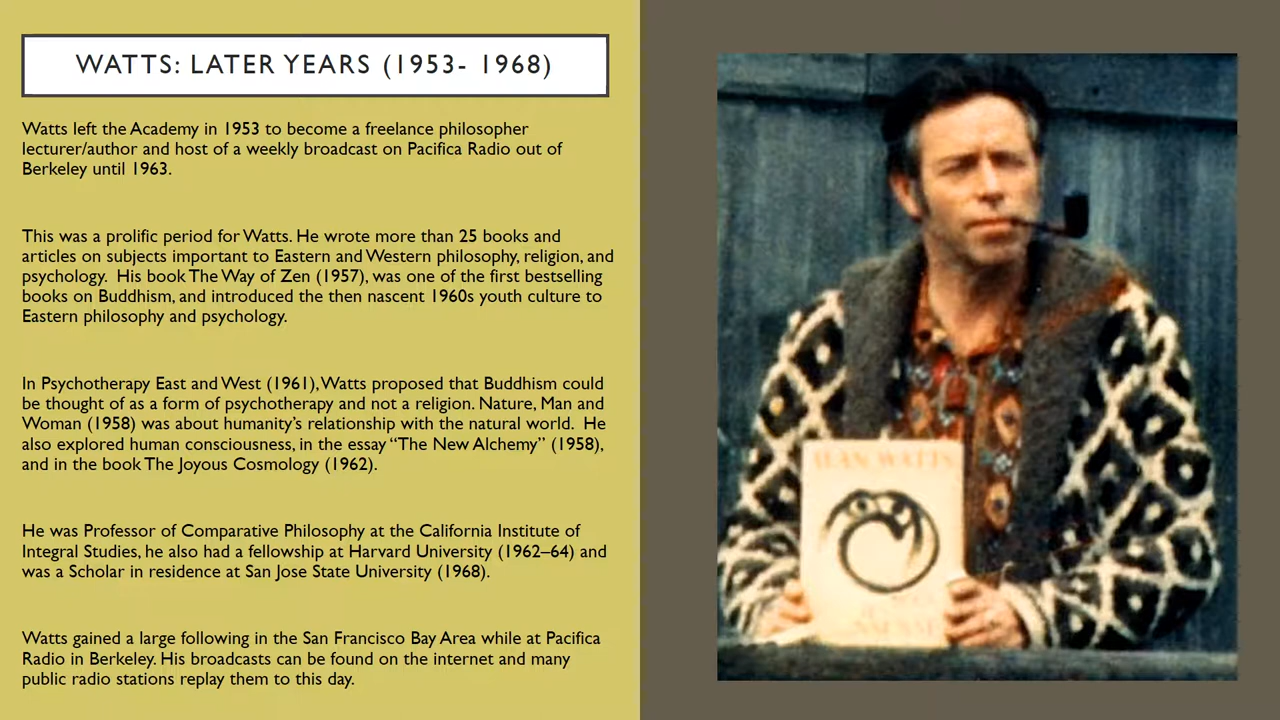 WATTS: LATER YEARS (1953- 1968)
Watts left the Academy in 1953 to become a freelance philosopher
lecturer/author and host of a weekly broadcast on Pacifica Radio out of
Berkeley until 1963.
This was a prolific period for Watts. He wrote more than 25 books and
articles on subjects important to Eastern and Western philosophy, religion, and
psychology.  His book The Way of Zen (1957), was one of the first bestselling
books on Buddhism, and introduced the then nascent 1960s youth culture to
Eastern philosophy and psychology.
In Psychotherapy East and West (1961), Watts proposed that Buddhism could
be thought of as a form of psychotherapy and not a religion. Nature, Man and
Woman (1958) was about humanity’s relationship with the natural world.  He
also explored human consciousness, in the essay “The New Alchemy” (1958),
and in the book The Joyous Cosmology (1962).
He was Professor of Comparative Philosophy at the California Institute of
Integral Studies, he also had a fellowship at Harvard University (1962–64) and
was a Scholar in residence at San Jose State University (1968).
Watts gained a large following in the San Francisco Bay Area while at Pacifica
Radio in Berkeley. His broadcasts can be found on the internet and many
public radio stations replay them to this day.
ALAN WATTS